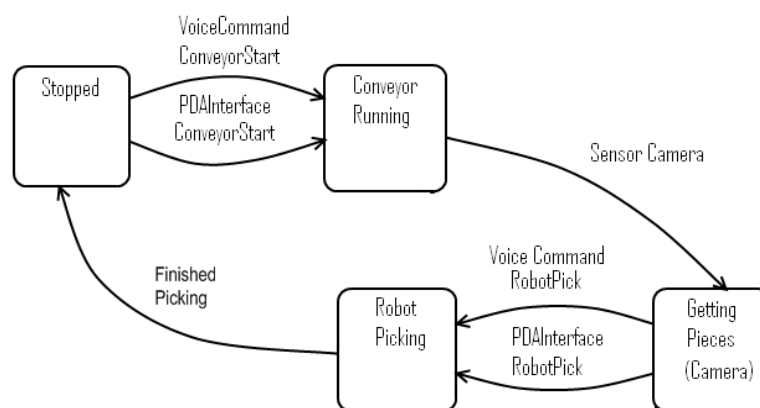 VoiceCommand
ConveyorStart
Stopped
PDAInterface
ConveyorStart
Conveyor
Running
Sensor Camera
Finished
Picking
Robot
Picking
Voice Command
RobotPick
PDAInterface
RobotPick
Getting
Pieces
(Camera)